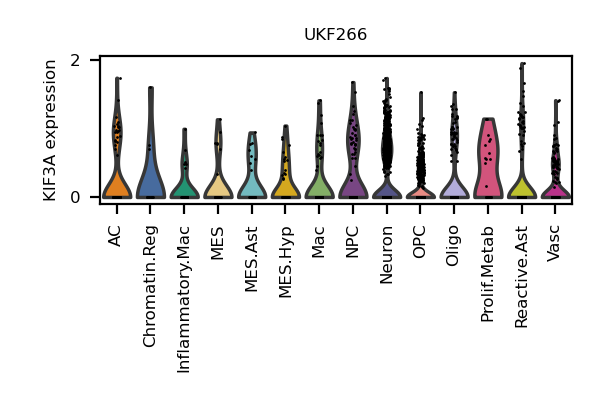 UKF266
KIF3A expression
2
0
AC
Chromatin.Reg
Inflammatory.Mac
MES
MES.Ast
MES.Hyp
Mac
NPC
Neuron
OPC
Oligo
Prolif.Metab
Reactive.Ast
Vasc